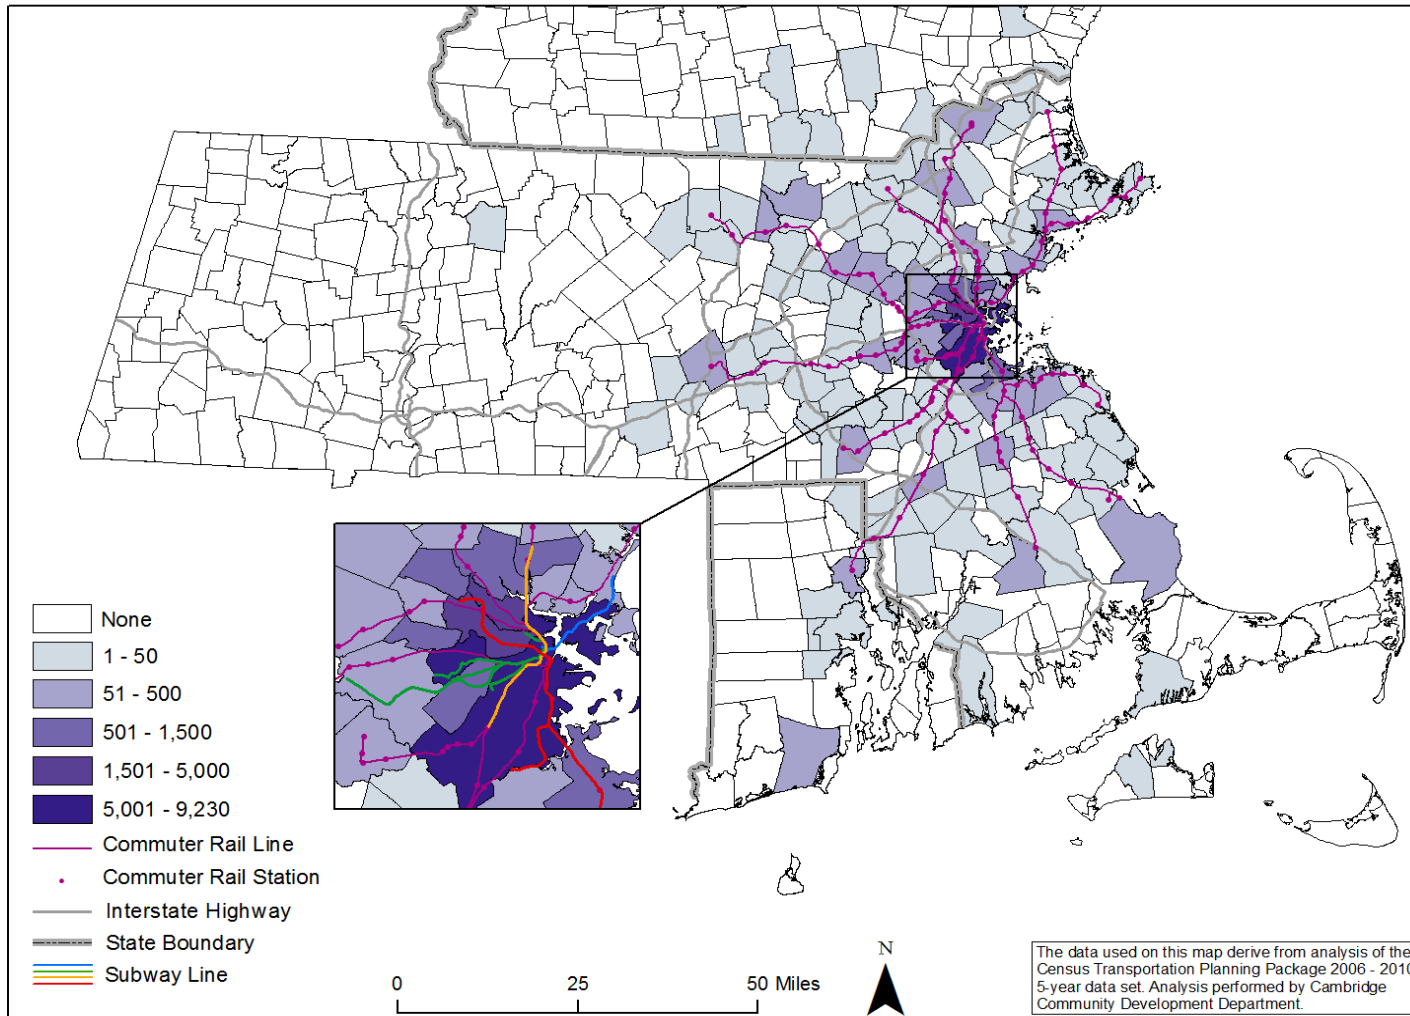 None
1 - 50
51 - 500
501 - 1,500
1,501 - 5,000
5,001 - 9,230
Commuter Rail Line
Commuter Rail Station
Interstate Highway
State Boundary
Subway Line
0 25 50 Miles
N
The data used on this map derive from analysis of the
Census Transportation Planning Package 2006 - 2010
5-year data set. Analysis performed by Cambridge
Community Development Department.